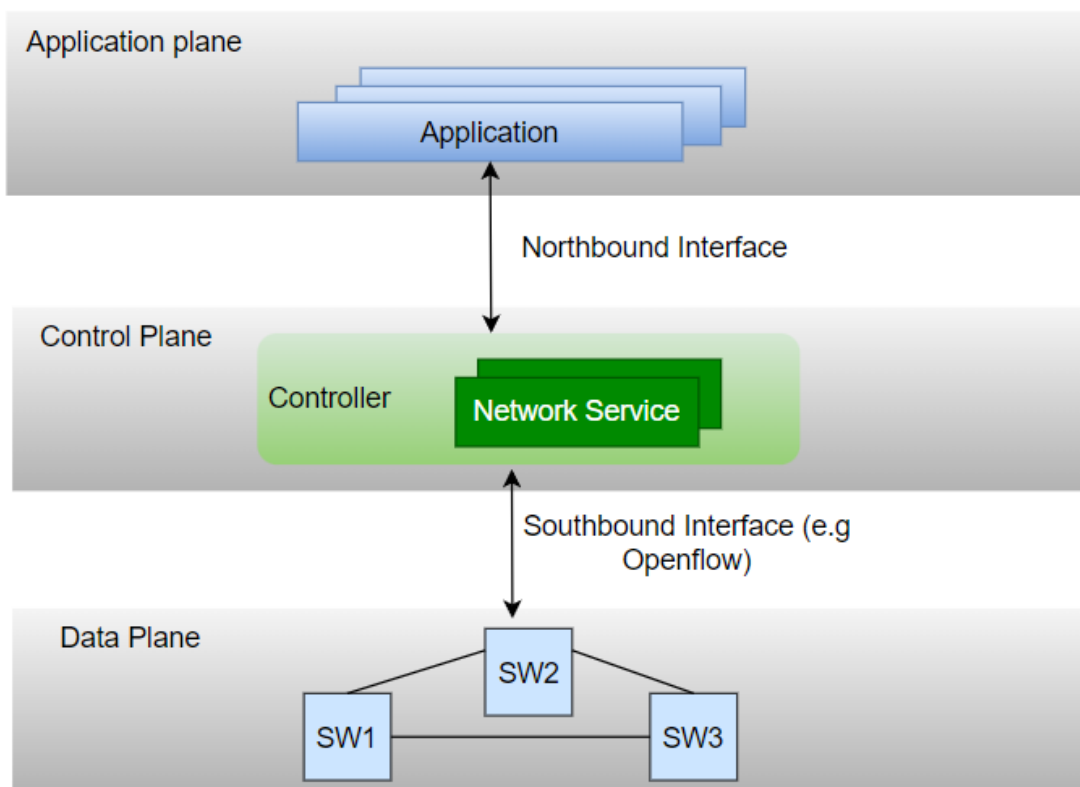 Application plane
Application
Northbound Interface
Control Plane
Controller
Network Service
Southbound Interface (e.g
Openflow)
Data Plane
SW2
SW1
SW3